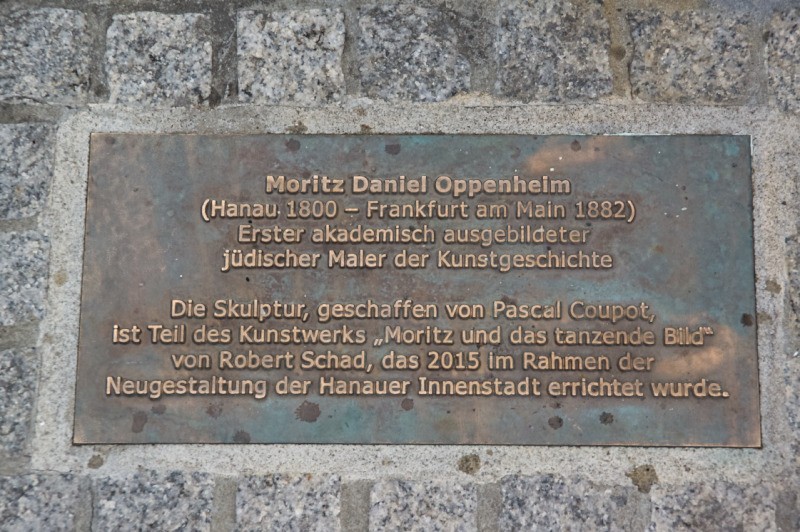 Moritz Daniel Oppenheim
(Hanau 1800 – Frankfurt am Main 1882)
Erster akademisch ausgebildeter
jüdischer Maler der Kunstgeschichte
Die Skulptur, geschaffen von Pascal Coupot,
ist Teil des Kunstwerks „Moritz und das tanzende Bild“
von Robert Schad, das 2015 im Rahmen der
Neugestaltung der Hanauer Innenstadt errichtet wurde.